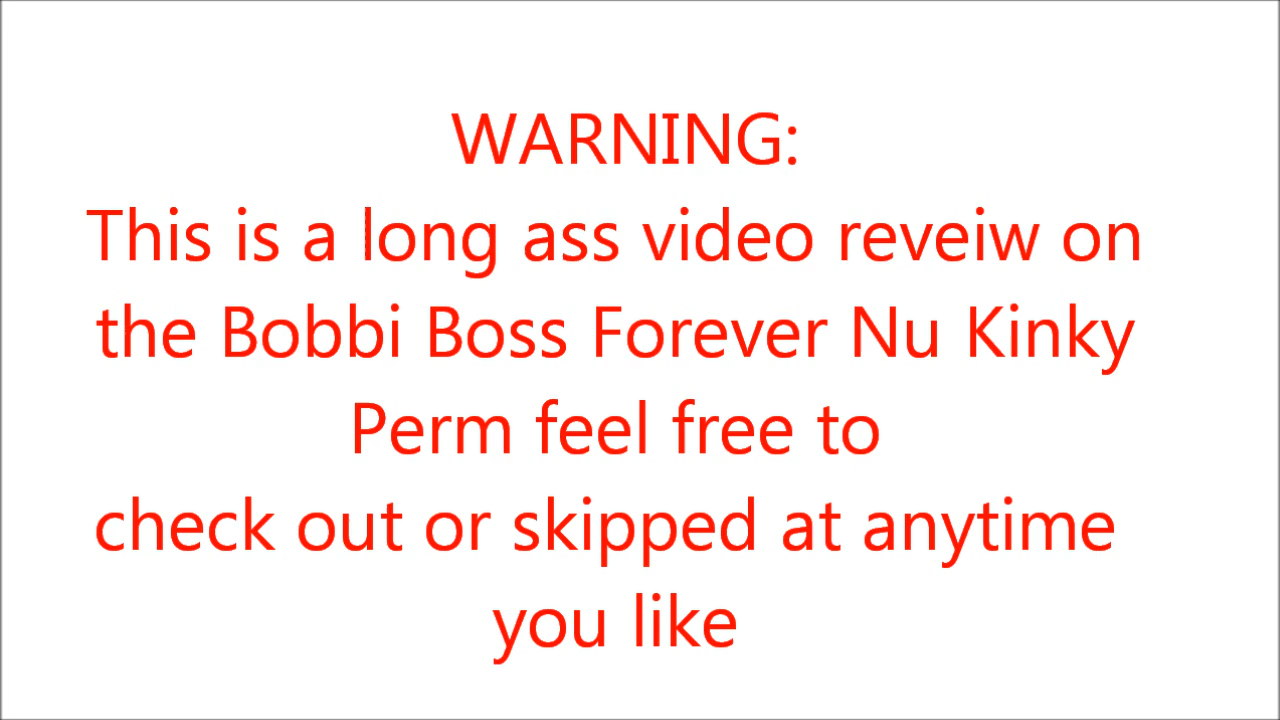 WARNING:
This is a long ass video reveiw on
the Bobbi Boss Forever Nu Kinky
Perm feel free to
check out or skipped at anytime
you like